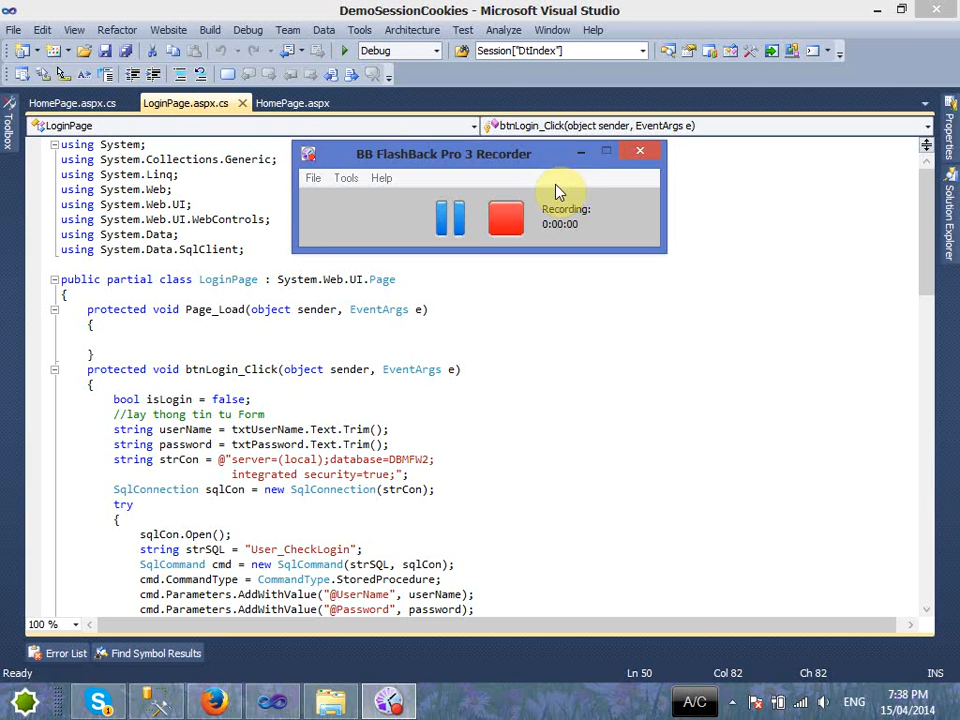 DemoSessionCookies - Microsoft Visual Studio
File Edit View Refactor Website Build Debug Team Data Tools Architecture Test Analyze Window Help
Debug Session["DtIndex"]
HomePage.aspx.cs LoginPage.aspx.cs HomePage.aspx
LoginPage btnLogin_Click(object sender, EventArgs e)
Toolbox
Properties
Solution Explorer
BB FlashBack Pro 3 Recorder
File Tools Help
Recording:
0:00:00
using System;
using System.Collections.Generic;
using System.Linq;
using System.Web;
using System.Web.UI;
using System.Web.UI.WebControls;
using System.Data;
using System.Data.SqlClient;
public partial class LoginPage : System.Web.UI.Page
{
protected void Page_Load(object sender, EventArgs e)
{
}
protected void btnLogin_Click(object sender, EventArgs e)
{
bool isLogin = false;
//lay thong tin tu Form
string userName = txtUserName.Text.Trim();
string password = txtPassword.Text.Trim();
string strCon = @"server=(local);database=DBMFW2;
integrated security=true;";
SqlConnection sqlCon = new SqlConnection(strCon);
try
{
sqlCon.Open();
string strSQL = "User_CheckLogin";
SqlCommand cmd = new SqlCommand(strSQL, sqlCon);
cmd.CommandType = CommandType.StoredProcedure;
cmd.Parameters.AddWithValue("@UserName", userName);
cmd.Parameters.AddWithValue("@Password", password);
100 %
Error List Find Symbol Results
Ready Ln 50 Col 82 Ch 82 INS
A/C ENG 7:38 PM
15/04/2014